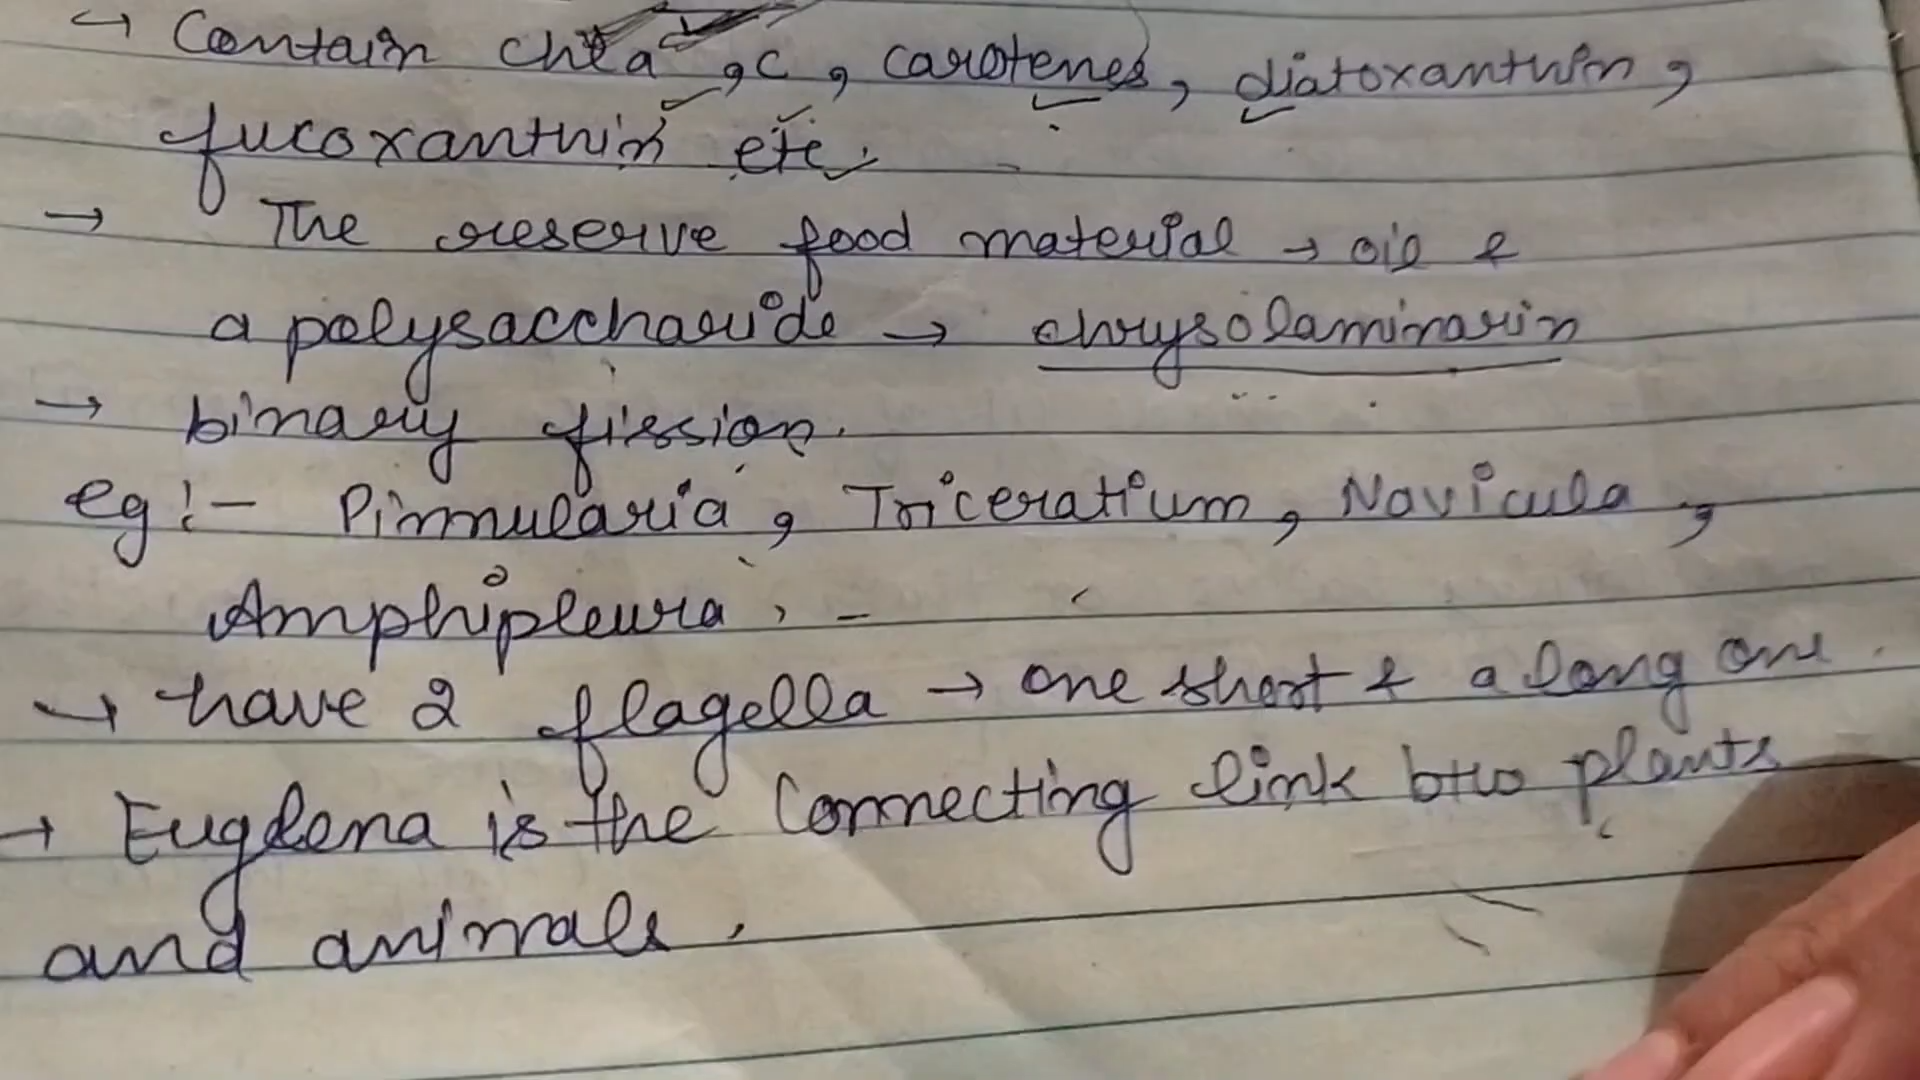 → Contain chl a, c, carotenes, diatoxanthin,
fucoxanthin etc.
→ The reserve food material → oil &
a polysaccharide → chrysolaminarin
→ binary fission.
eg:- Pinnularia, Triceratium, Navicula,
Amphipleura.
→ have 2 flagella → one short & a long one.
→ Euglena is the Connecting link btw plants
and animals.